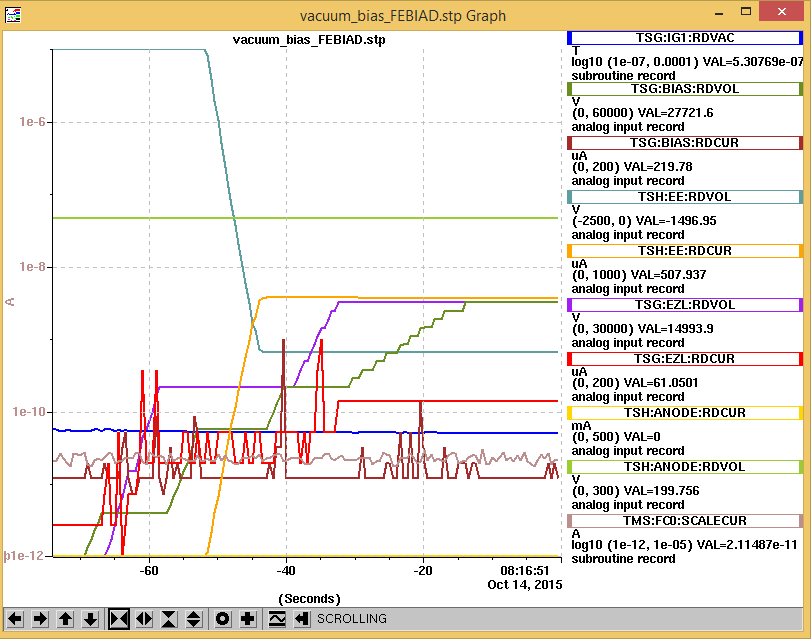 vacuum_bias_FEBIAD.stp Graph
vacuum_bias_FEBIAD.stp
1e-6
1e-8
A
1e-10
1e-12
-60
-40
-20
08:16:51
Oct 14, 2015
(Seconds)
TSG:IG1:RDVAC
T
log10 (1e-07, 0.0001) VAL=5.30769e-07
subroutine record
TSG:BIAS:RDVOL
V
(0, 60000) VAL=27721.6
analog input record
TSG:BIAS:RDCUR
uA
(0, 200) VAL=219.78
analog input record
TSH:EE:RDVOL
V
(-2500, 0) VAL=-1496.95
analog input record
TSH:EE:RDCUR
uA
(0, 1000) VAL=507.937
analog input record
TSG:EZL:RDVOL
V
(0, 30000) VAL=14993.9
analog input record
TSG:EZL:RDCUR
uA
(0, 200) VAL=61.0501
analog input record
TSH:ANODE:RDCUR
mA
(0, 500) VAL=0
analog input record
TSH:ANODE:RDVOL
V
(0, 300) VAL=199.756
analog input record
TMS:FC0:SCALECUR
A
log10 (1e-12, 1e-05) VAL=2.11487e-11
subroutine record
SCROLLING